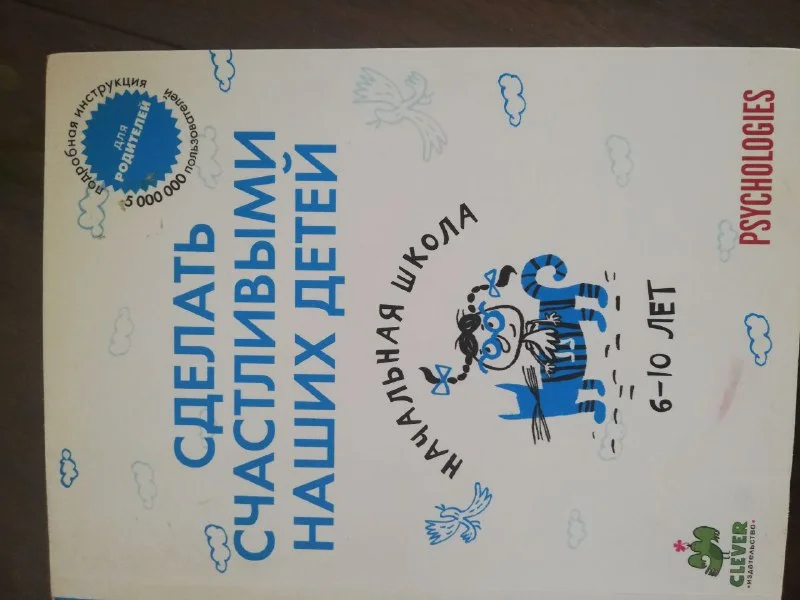 подробная инструкция
для
РОДИТЕЛЕЙ
5 000 000 пользователей
СДЕЛАТЬ
СЧАСТЛИВЫМИ
НАШИХ ДЕТЕЙ
НАЧАЛЬНАЯ ШКОЛА
6–10 ЛЕТ
CLEVER
•издательство•
PSYCHOLOGIES